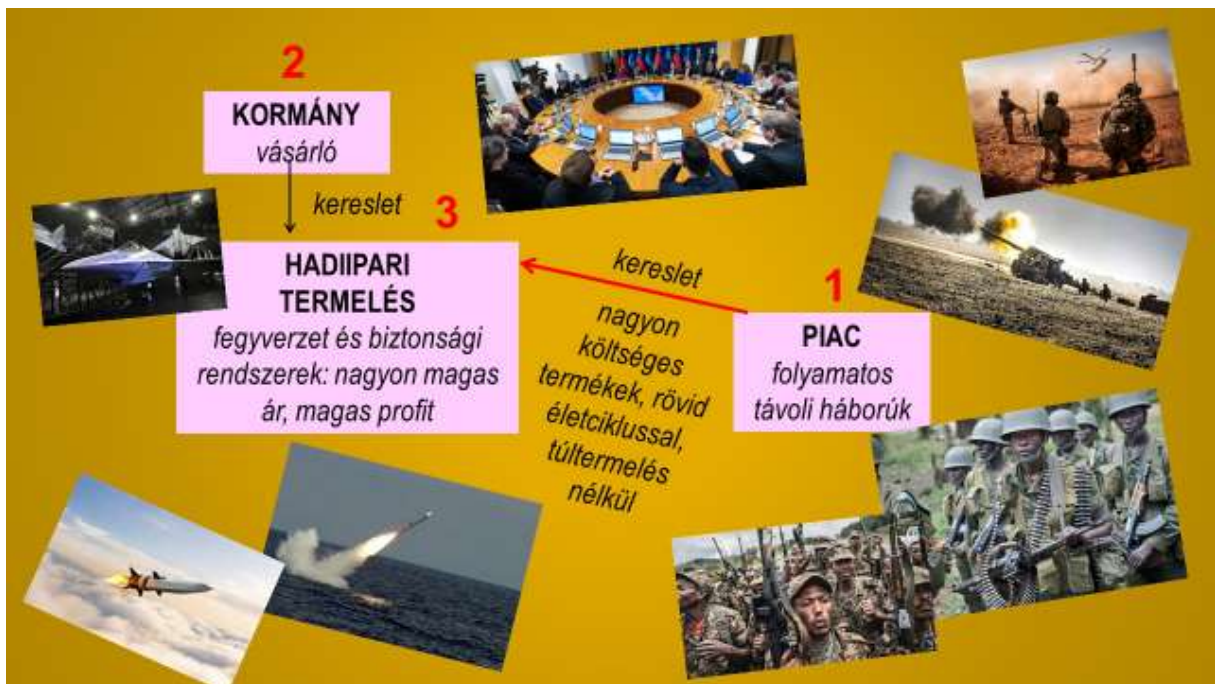 2
KORMÁNY
vásárló
kereslet
3
HADIIPARI
TERMELÉS
fegyverzet és biztonsági
rendszerek: nagyon magas
ár, magas profit
kereslet
nagyon
költséges
termékek, rövid
életciklussal,
túltermelés
nélkül
1
PIAC
folyamatos
távoli háborúk